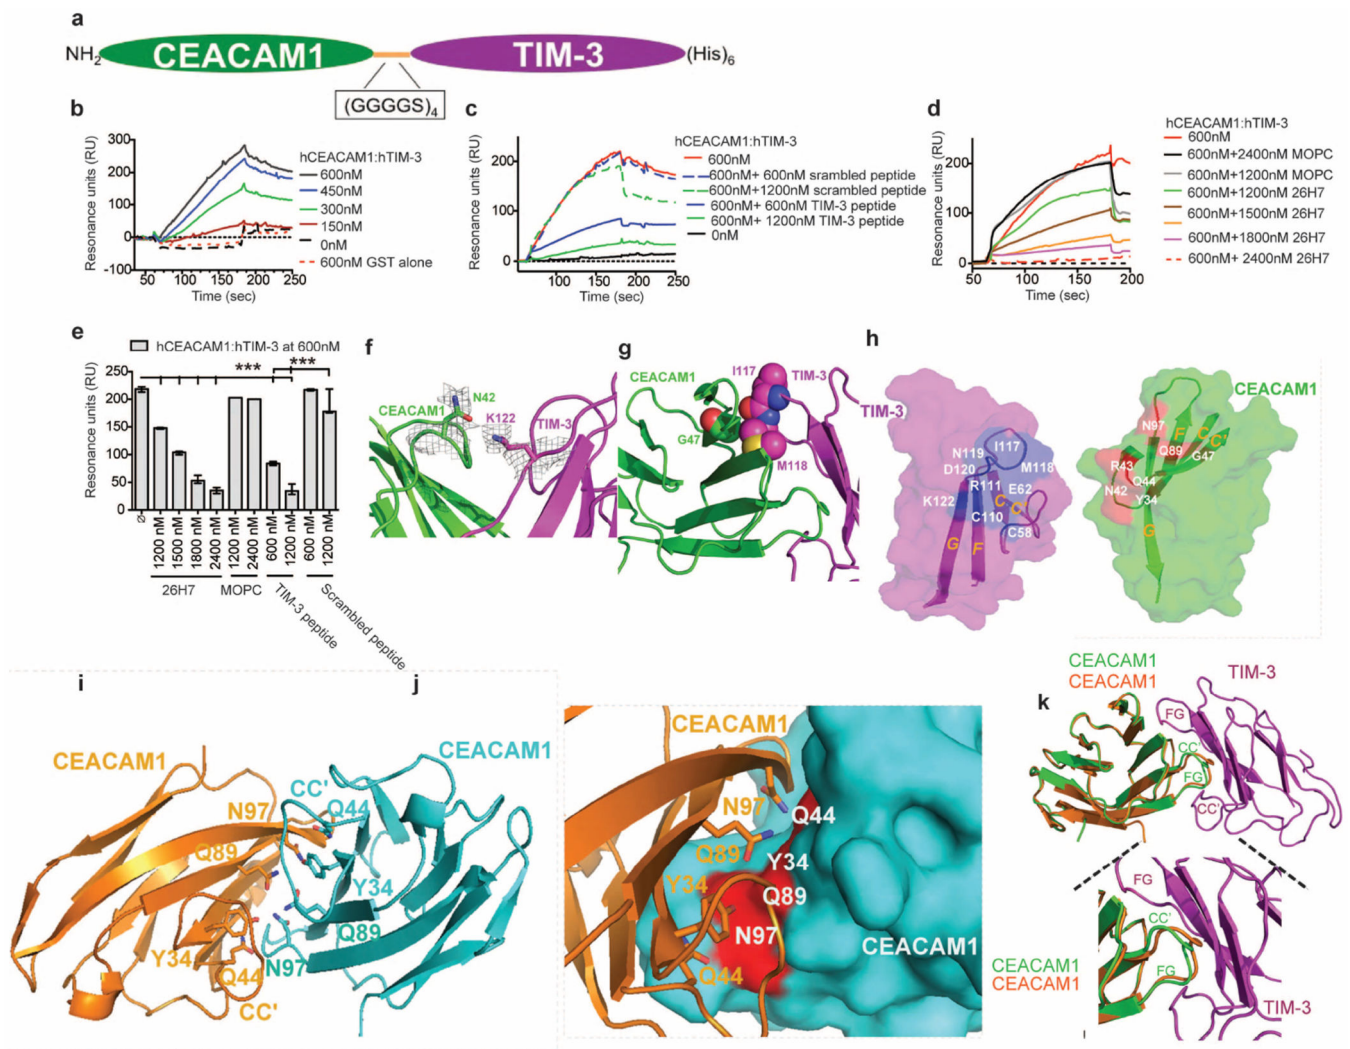 a
NH2 CEACAM1 TIM-3 (His)6
(GGGGS)4
b
Resonance units (RU)
300
200
100
0
-100
50 100 150 200 250
Time (sec)
hCEACAM1:hTIM-3
600nM
450nM
300nM
150nM
0nM
600nM GST alone
c
Resonance units (RU)
200
100
0
50 100 150 200 250
Time (sec)
hCEACAM1:hTIM-3
600nM
600nM+ 600nM srambled peptide
600nM+1200nM scrambled peptide
600nM+ 600nM TIM-3 peptide
600nM+ 1200nM TIM-3 peptide
0nM
d
Resonance units (RU)
200
100
0
50 100 150 200
Time (sec)
hCEACAM1:hTIM-3
600nM
600nM+2400nM MOPC
600nM+1200nM MOPC
600nM+1200nM 26H7
600nM+1500nM 26H7
600nM+1800nM 26H7
600nM+ 2400nM 26H7
e
hCEACAM1:hTIM-3 at 600nM
*** ***
Resonance units (RU)
250
200
150
100
50
0
Ø
1200 nM
1500 nM
1800 nM
2400 nM
1200 nM
2400 nM
600 nM
1200 nM
600 nM
1200 nM
26H7
MOPC
TIM-3 peptide
Scrambled peptide
f
N42
CEACAM1
K122
TIM-3
g
I117
CEACAM1
TIM-3
G47
M118
h
TIM-3
I117
N119
D120
M118
R111
E62
K122
C C'
C110
C58
G F
CEACAM1
N97
F C C'
Q89
G47
R43
Q44
N42
Y34
G
i
CEACAM1
CEACAM1
CC'
N97
Q44
Q89
Y34
Y34
Q89
Q44
N97
CC'
j
CEACAM1
N97
Q44
Q89
Y34
Y34
Q89
N97
Q44
CEACAM1
k
CEACAM1
CEACAM1
TIM-3
FG
CC'
FG
CC'
FG
CC'
FG
CEACAM1
CEACAM1
TIM-3